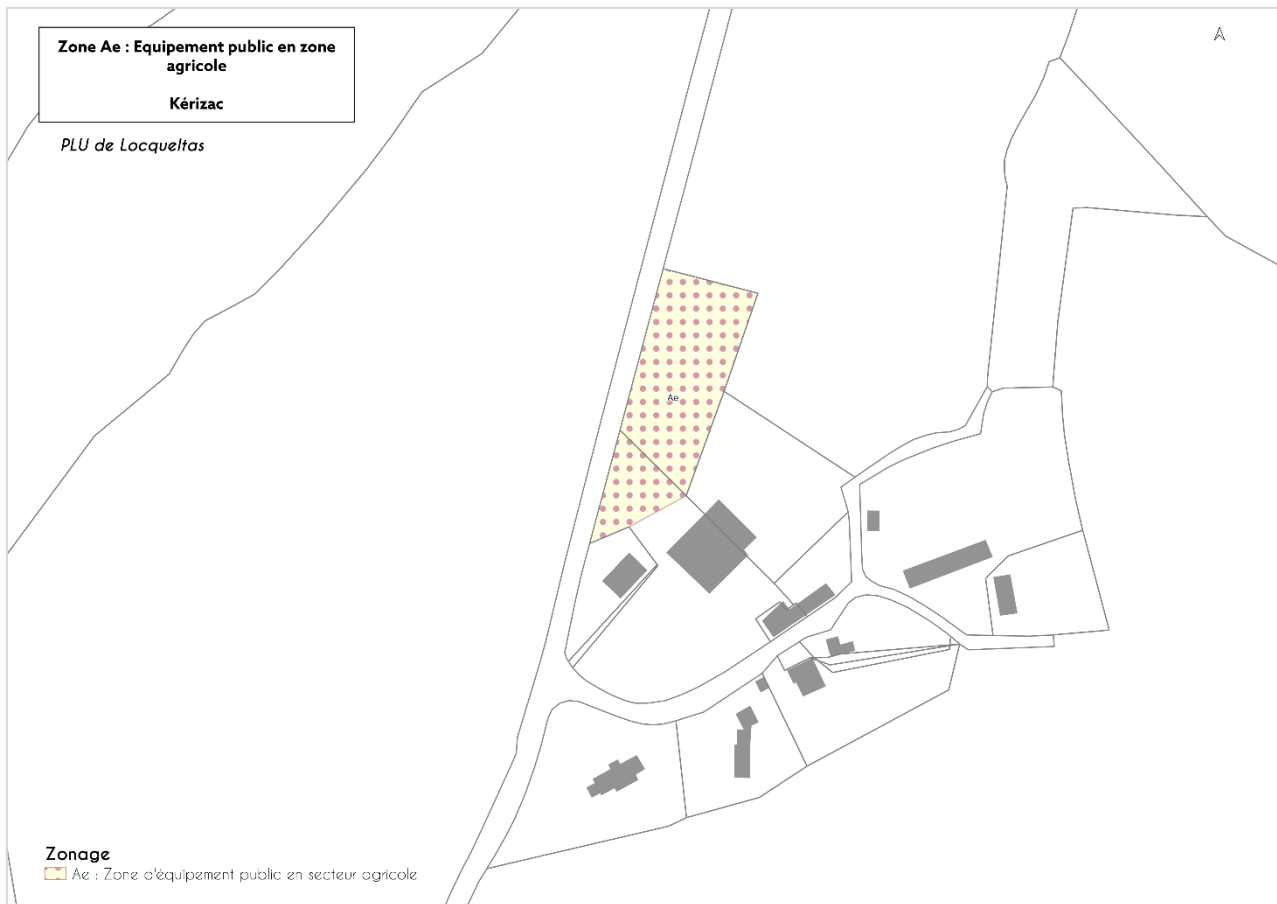 Zone Ae : Equipement public en zone
agricole
Kérizac
PLU de Locqueltas
Ae
Zonage
Ae : Zone d'équipement public en secteur agricole